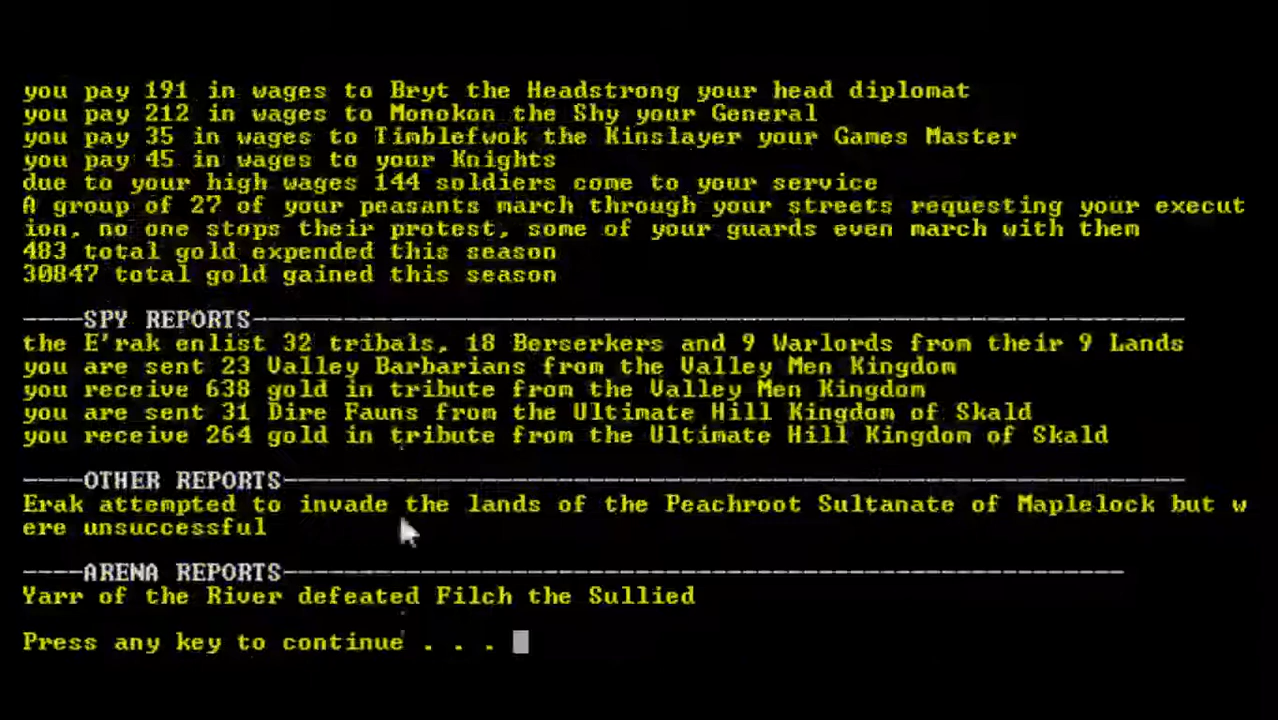 you pay 191 in wages to Bryt the Headstrong your head diplomat
you pay 212 in wages to Monokon the Shy your General
you pay 35 in wages to Timblefwok the Kinslayer your Games Master
you pay 45 in wages to your Knights
due to your high wages 144 soldiers come to your service
A group of 27 of your peasants march through your streets requesting your execut
ion, no one stops their protest, some of your guards even march with them
483 total gold expended this season
30847 total gold gained this season
----SPY REPORTS-------------------------------------------------------------
the E'rak enlist 32 tribals, 18 Berserkers and 9 Warlords from their 9 Lands
you are sent 23 Valley Barbarians from the Valley Men Kingdom
you receive 638 gold in tribute from the Valley Men Kingdom
you are sent 31 Dire Fauns from the Ultimate Hill Kingdom of Skald
you receive 264 gold in tribute from the Ultimate Hill Kingdom of Skald
----OTHER REPORTS-----------------------------------------------------------
Erak attempted to invade the lands of the Peachroot Sultanate of Maplelock but w
ere unsuccessful
----ARENA REPORTS-------------------------------------------------------
Yarr of the River defeated Filch the Sullied
Press any key to continue . . .